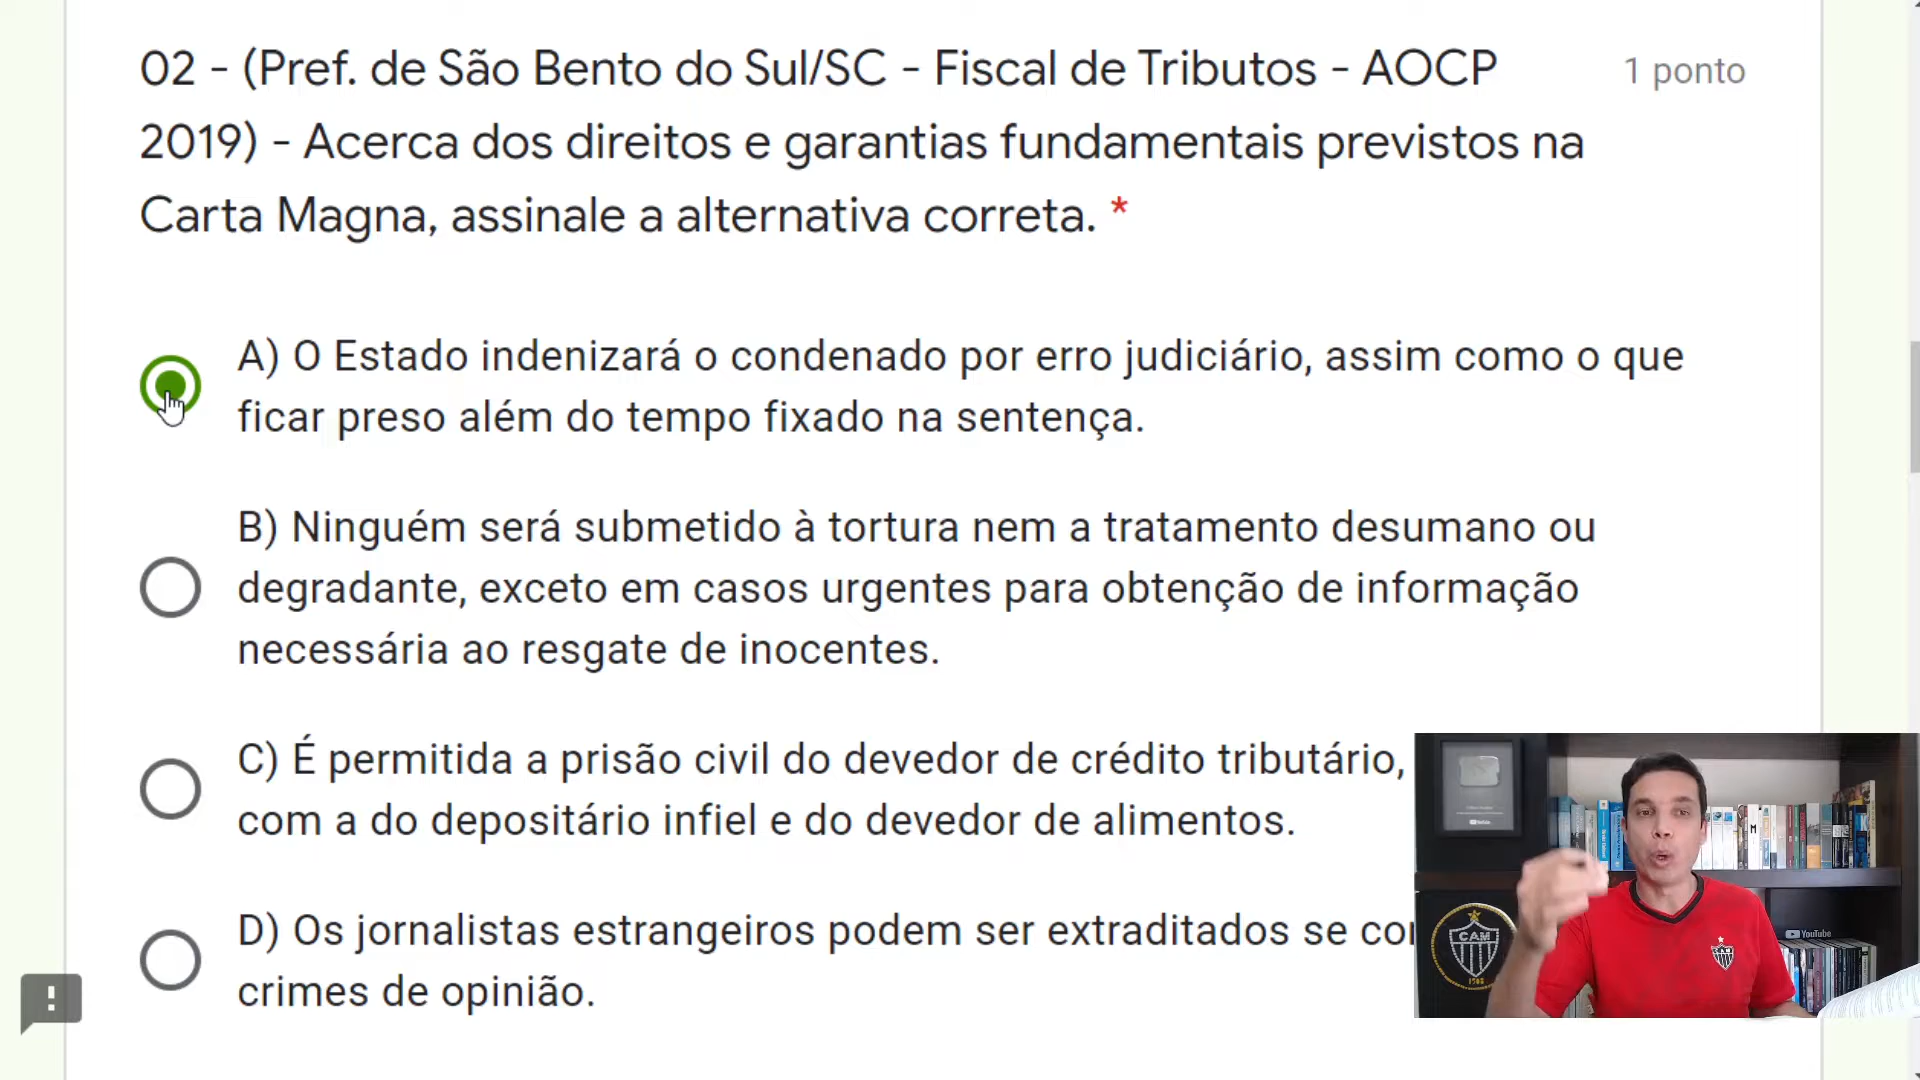 02 - (Pref. de São Bento do Sul/SC - Fiscal de Tributos - AOCP
1 ponto
2019) - Acerca dos direitos e garantias fundamentais previstos na
Carta Magna, assinale a alternativa correta. *
A) O Estado indenizará o condenado por erro judiciário, assim como o que
ficar preso além do tempo fixado na sentença.
B) Ninguém será submetido à tortura nem a tratamento desumano ou
degradante, exceto em casos urgentes para obtenção de informação
necessária ao resgate de inocentes.
C) É permitida a prisão civil do devedor de crédito tributário,
com a do depositário infiel e do devedor de alimentos.
D) Os jornalistas estrangeiros podem ser extraditados se co
crimes de opinião.
CAM
1908
YouTube
YouTube